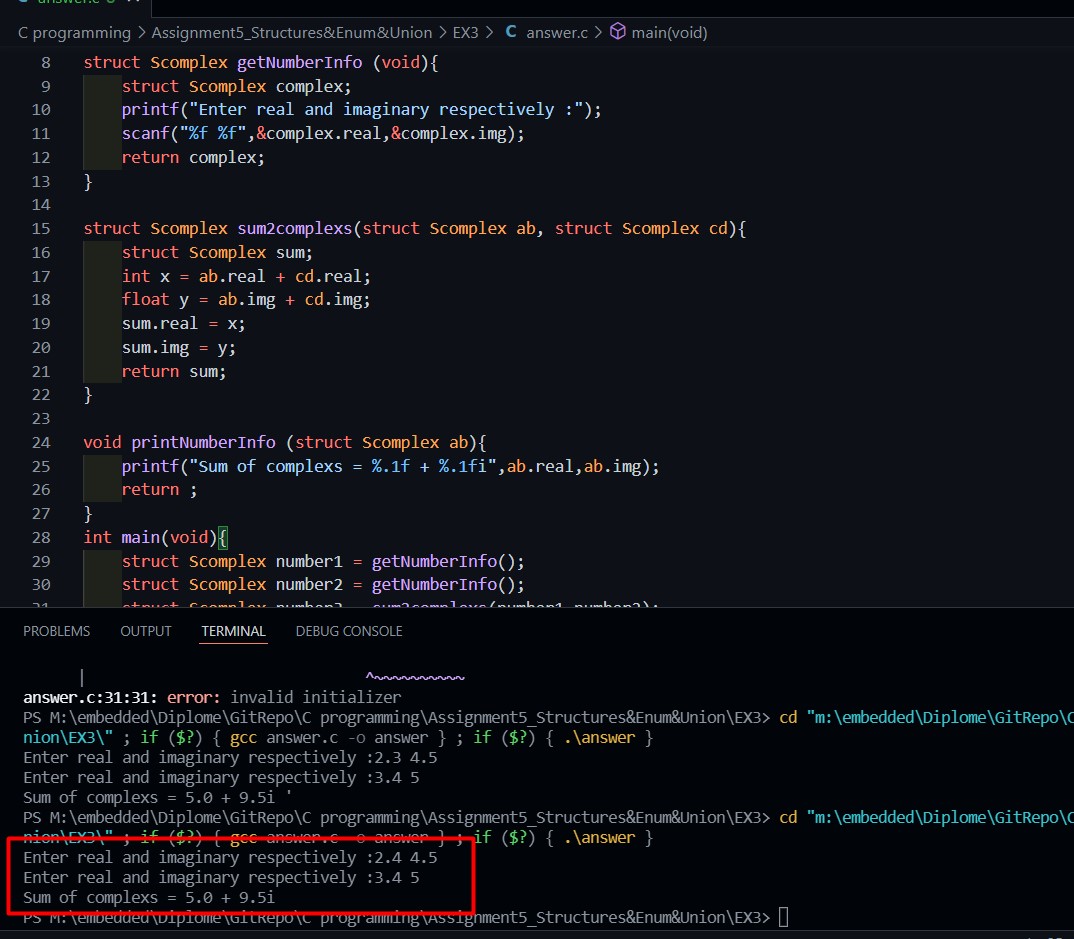 answer.c 6
C programming > Assignment5_Structures&Enum&Union > EX3 > C answer.c > main(void)
8 struct Scomplex getNumberInfo (void){
9 struct Scomplex complex;
10 printf("Enter real and imaginary respectively :");
11 scanf("%f %f",&complex.real,&complex.img);
12 return complex;
13 }
14
15 struct Scomplex sum2complexs(struct Scomplex ab, struct Scomplex cd){
16 struct Scomplex sum;
17 int x = ab.real + cd.real;
18 float y = ab.img + cd.img;
19 sum.real = x;
20 sum.img = y;
21 return sum;
22 }
23
24 void printNumberInfo (struct Scomplex ab){
25 printf("Sum of complexs = %.1f + %.1fi",ab.real,ab.img);
26 return ;
27 }
28 int main(void){
29 struct Scomplex number1 = getNumberInfo();
30 struct Scomplex number2 = getNumberInfo();
31 struct Scomplex number3 = sum2complexs(number1,number2);
PROBLEMS OUTPUT TERMINAL DEBUG CONSOLE
| ^~~~~~~~~~~~
answer.c:31:31: error: invalid initializer
PS M:\embedded\Diplome\GitRepo\C programming\Assignment5_Structures&Enum&Union\EX3> cd "m:\embedded\Diplome\GitRepo\C
nion\EX3\" ; if ($?) { gcc answer.c -o answer } ; if ($?) { .\answer }
Enter real and imaginary respectively :2.3 4.5
Enter real and imaginary respectively :3.4 5
Sum of complexs = 5.0 + 9.5i '
PS M:\embedded\Diplome\GitRepo\C programming\Assignment5_Structures&Enum&Union\EX3> cd "m:\embedded\Diplome\GitRepo\C
nion\EX3\" ; if ($?) { gcc answer.c -o answer } ; if ($?) { .\answer }
Enter real and imaginary respectively :2.4 4.5
Enter real and imaginary respectively :3.4 5
Sum of complexs = 5.0 + 9.5i
PS M:\embedded\Diplome\GitRepo\C programming\Assignment5_Structures&Enum&Union\EX3>